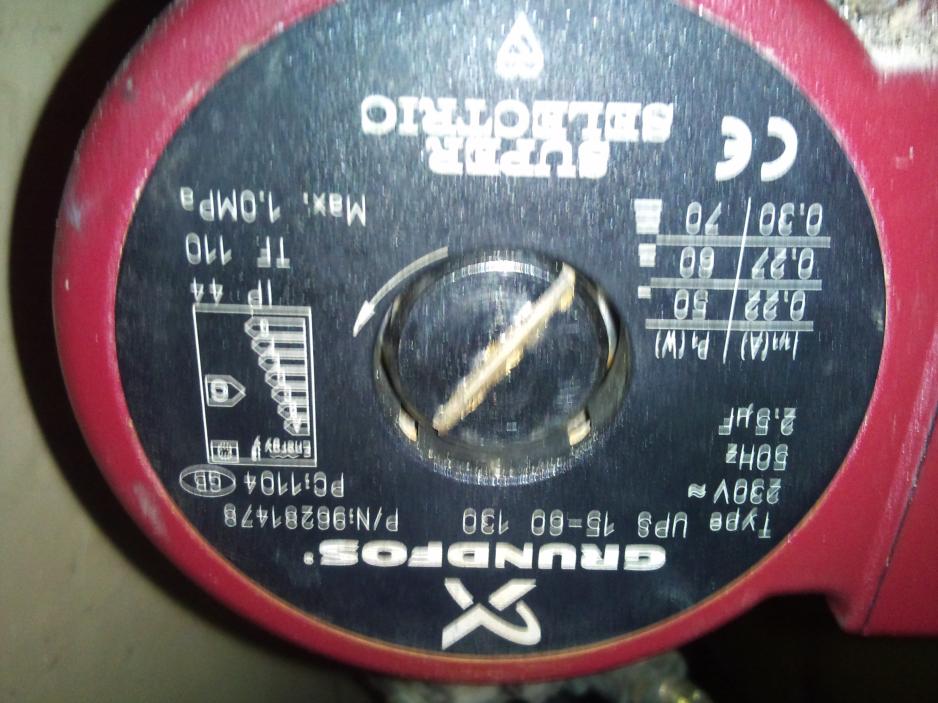 GRUNDFOS
Type UPS 15-60 130
P/N:96281478
230V
PC:1104
GB
50Hz
2.5µF
Energy
I1/1(A) P1(W)
0,22 50
0,27 60
0,30 70
IP 44
TF 110
Max. 1.0MPa
CE
SUPER
SELECTRIC